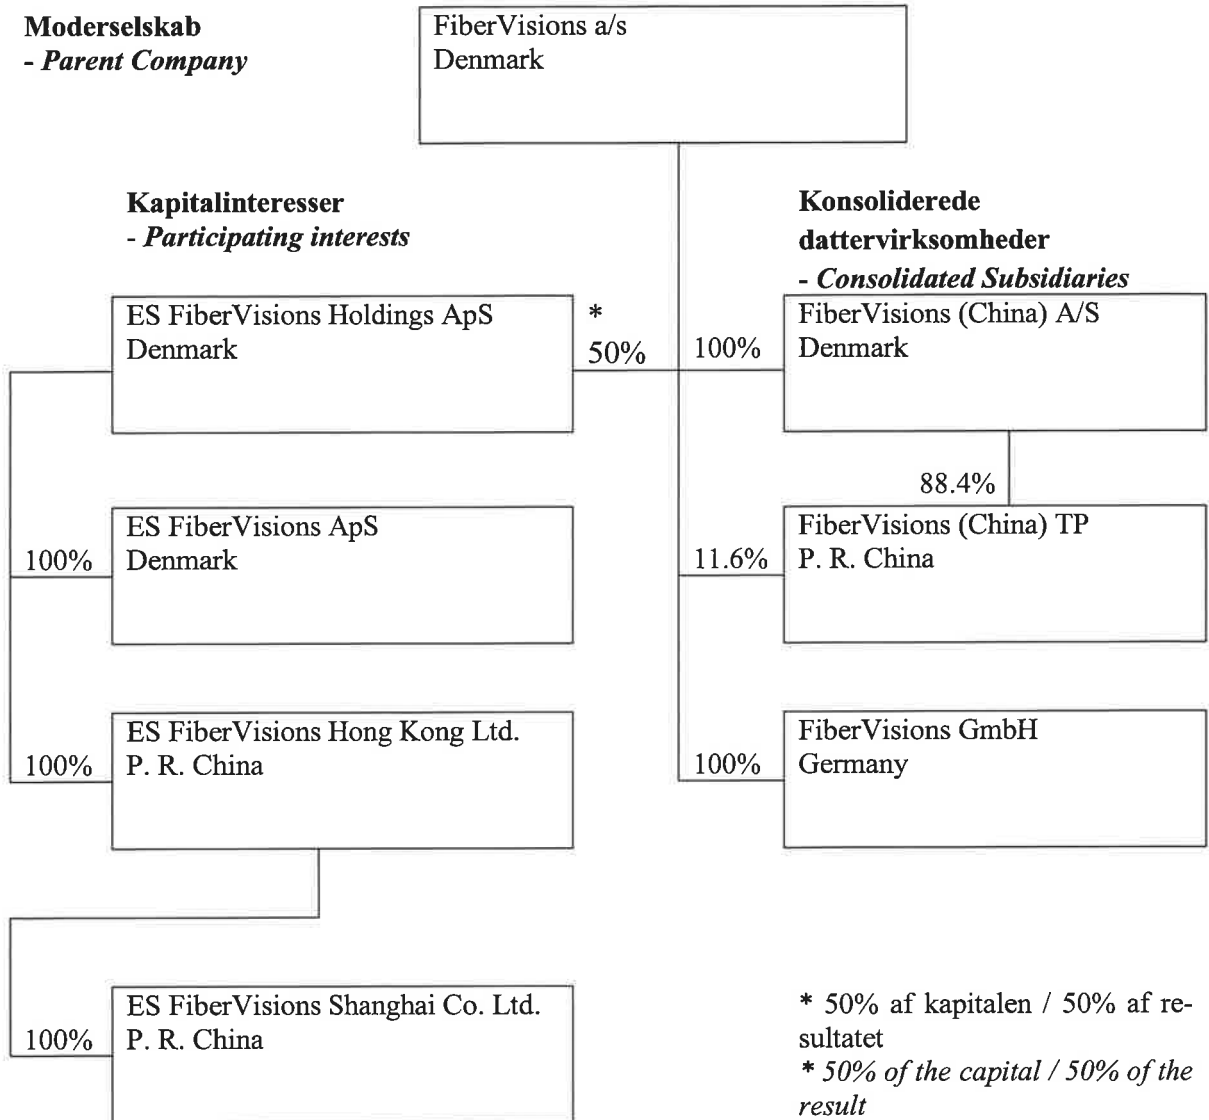 Moderselskab
- Parent Company
FiberVisions a/s
Denmark
Kapitalinteresser
- Participating interests
Konsoliderede
dattervirksomheder
- Consolidated Subsidiaries
ES FiberVisions Holdings ApS
Denmark
*
50%
100%
FiberVisions (China) A/S
Denmark
88.4%
100%
ES FiberVisions ApS
Denmark
11.6%
FiberVisions (China) TP
P. R. China
100%
ES FiberVisions Hong Kong Ltd.
P. R. China
100%
FiberVisions GmbH
Germany
100%
ES FiberVisions Shanghai Co. Ltd.
P. R. China
* 50% af kapitalen / 50% af re-
sultatet
* 50% of the capital / 50% of the
result